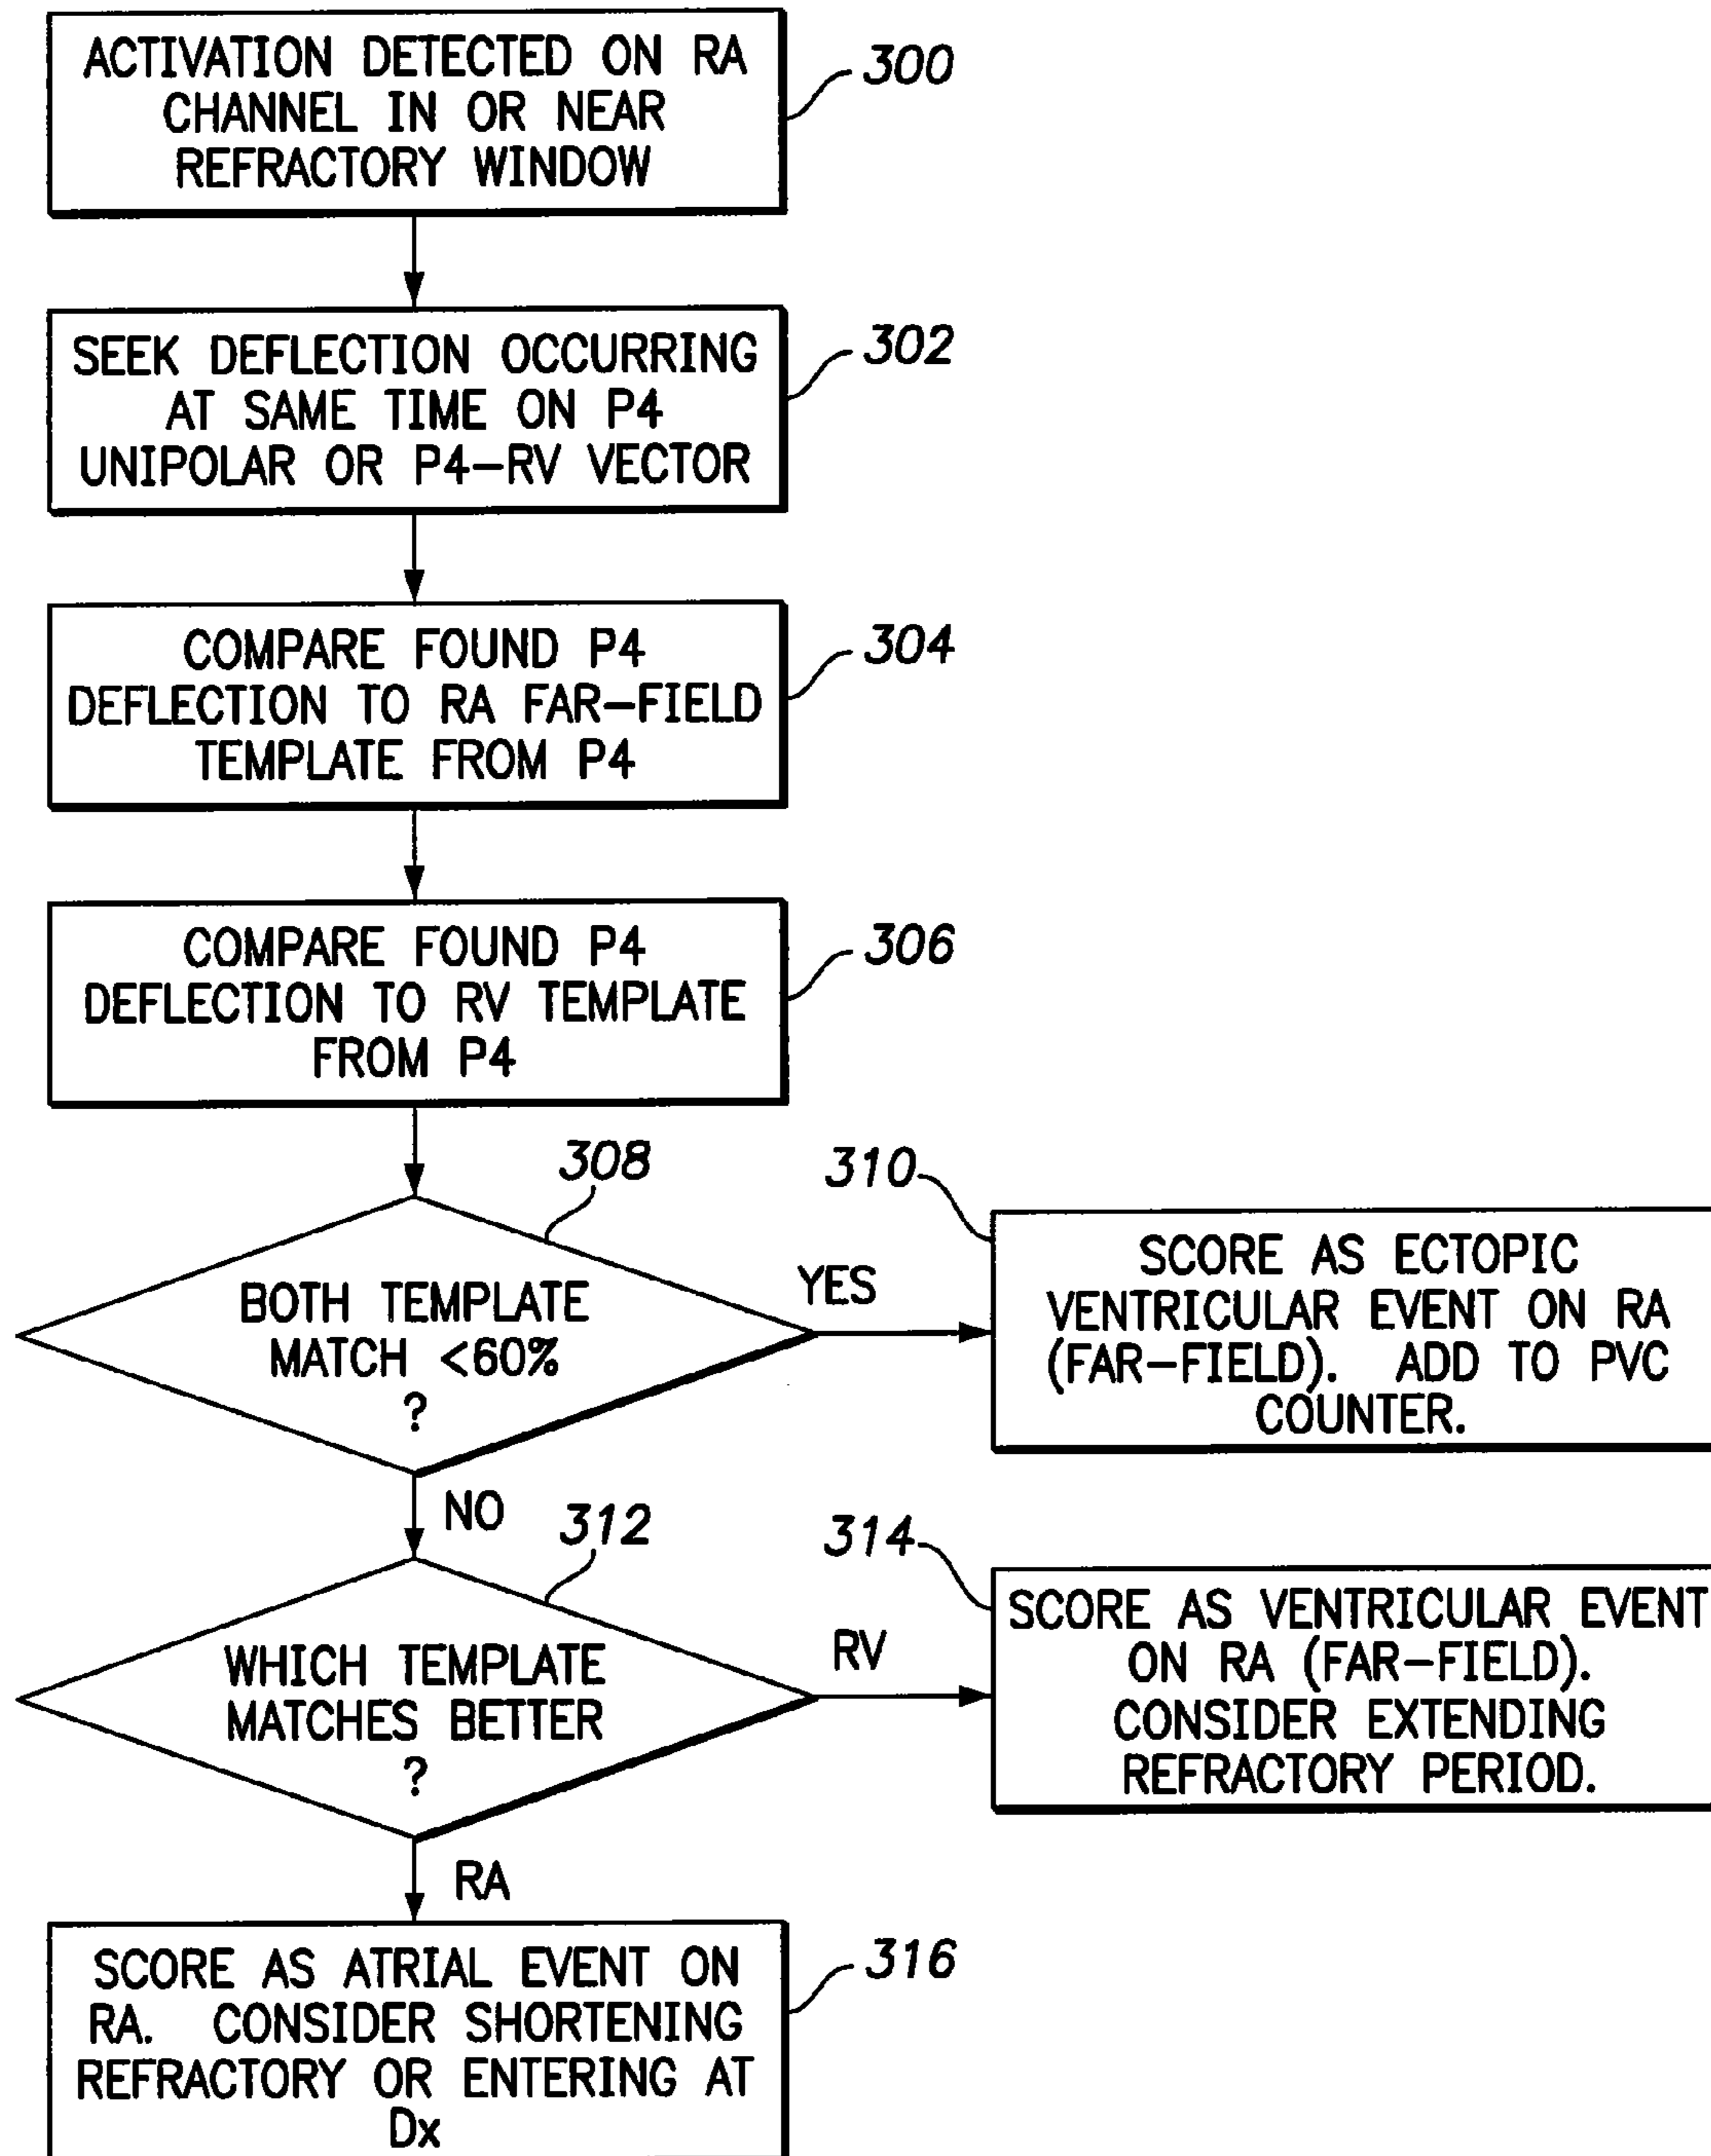 ACTIVATION DETECTED ON RA
CHANNEL IN OR NEAR
REFRACTORY WINDOW
300
SEEK DEFLECTION OCCURRING
AT SAME TIME ON P4
UNIPOLAR OR P4-RV VECTOR
302
COMPARE FOUND P4
DEFLECTION TO RA FAR-FIELD
TEMPLATE FROM P4
304
COMPARE FOUND P4
DEFLECTION TO RV TEMPLATE
FROM P4
306
308
BOTH TEMPLATE
MATCH <60%
?
YES
310
SCORE AS ECTOPIC
VENTRICULAR EVENT ON RA
(FAR-FIELD). ADD TO PVC
COUNTER.
NO
312
WHICH TEMPLATE
MATCHES BETTER
?
RV
314
SCORE AS VENTRICULAR EVENT
ON RA (FAR-FIELD).
CONSIDER EXTENDING
REFRACTORY PERIOD.
RA
SCORE AS ATRIAL EVENT ON
RA. CONSIDER SHORTENING
REFRACTORY OR ENTERING AT
Dx
316